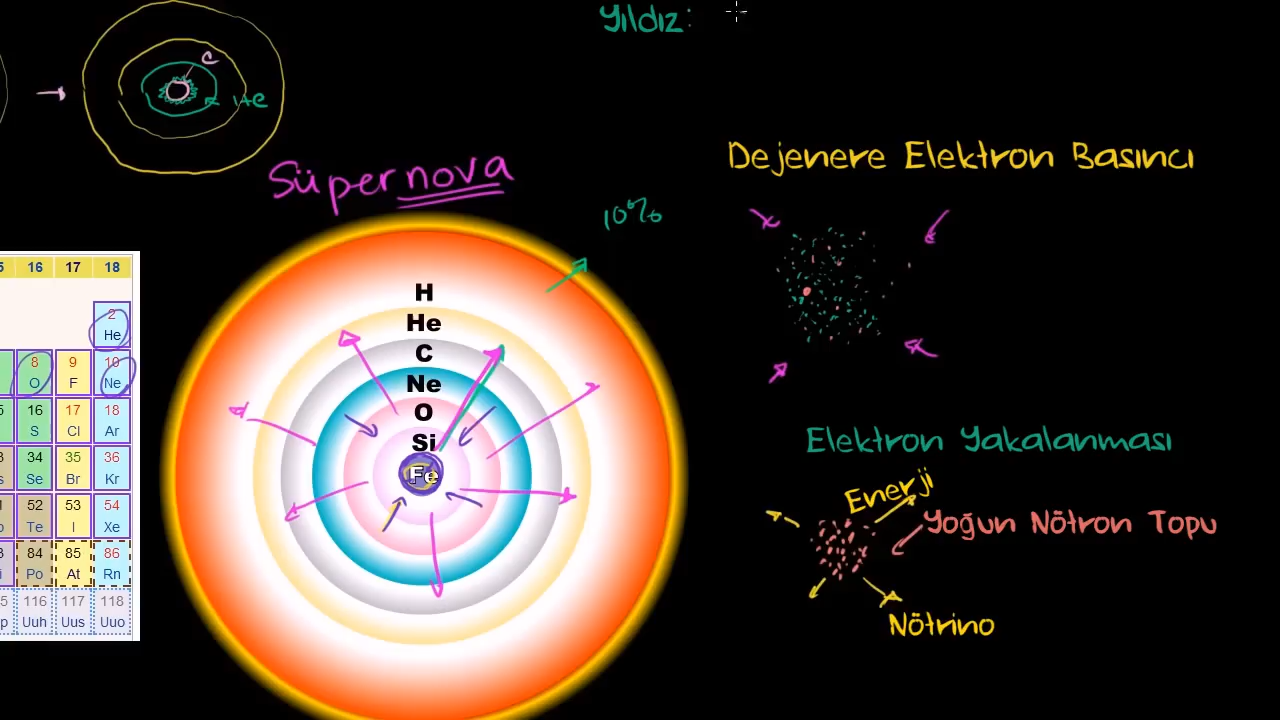 Yıldız:
C
He
Dejenere Elektron Basıncı
Süpernova
10%
16 17 18
2
He
8 9 10
O F Ne
16 17 18
S Cl Ar
34 35 36
Se Br Kr
52 53 54
Te I Xe
84 85 86
Po At Rn
116 117 118
Uuh Uus Uuo
H
He
C
Ne
O
Si
Fe
Elektron Yakalanması
Enerji
Yoğun Nötron Topu
Nötrino